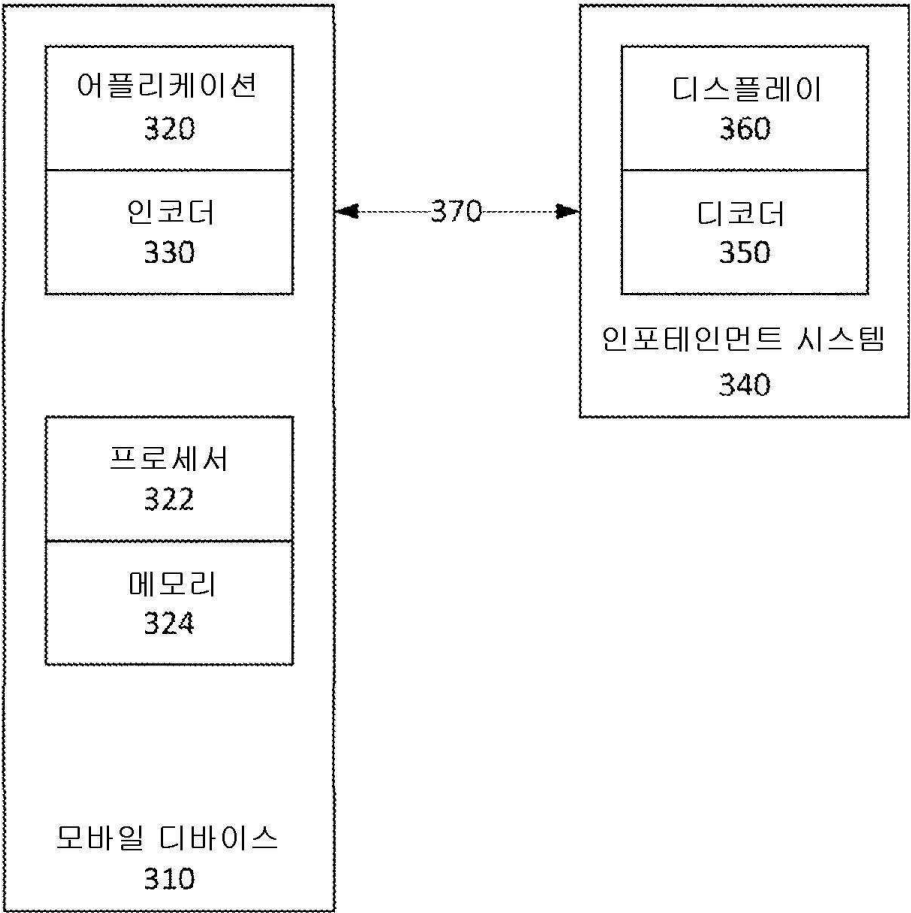 어플리케이션
320
인코더
330
프로세서
322
메모리
324
모바일 디바이스
310
370
디스플레이
360
디코더
350
인포테인먼트 시스템
340